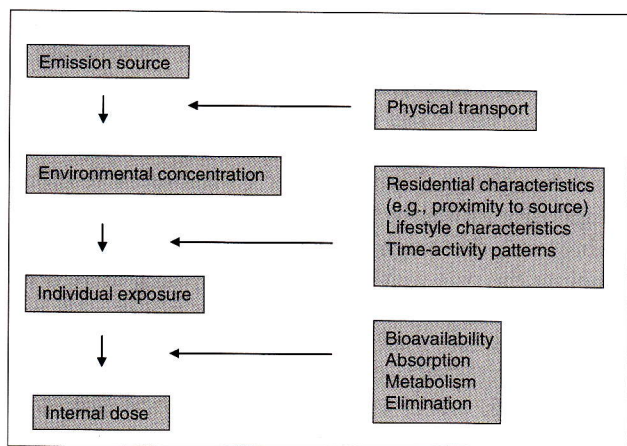 Emission source
Physical transport
Environmental concentration
Residential characteristics
(e.g., proximity to source)
Lifestyle characteristics
Time-activity patterns
Individual exposure
Bioavailability
Absorption
Metabolism
Elimination
Internal dose